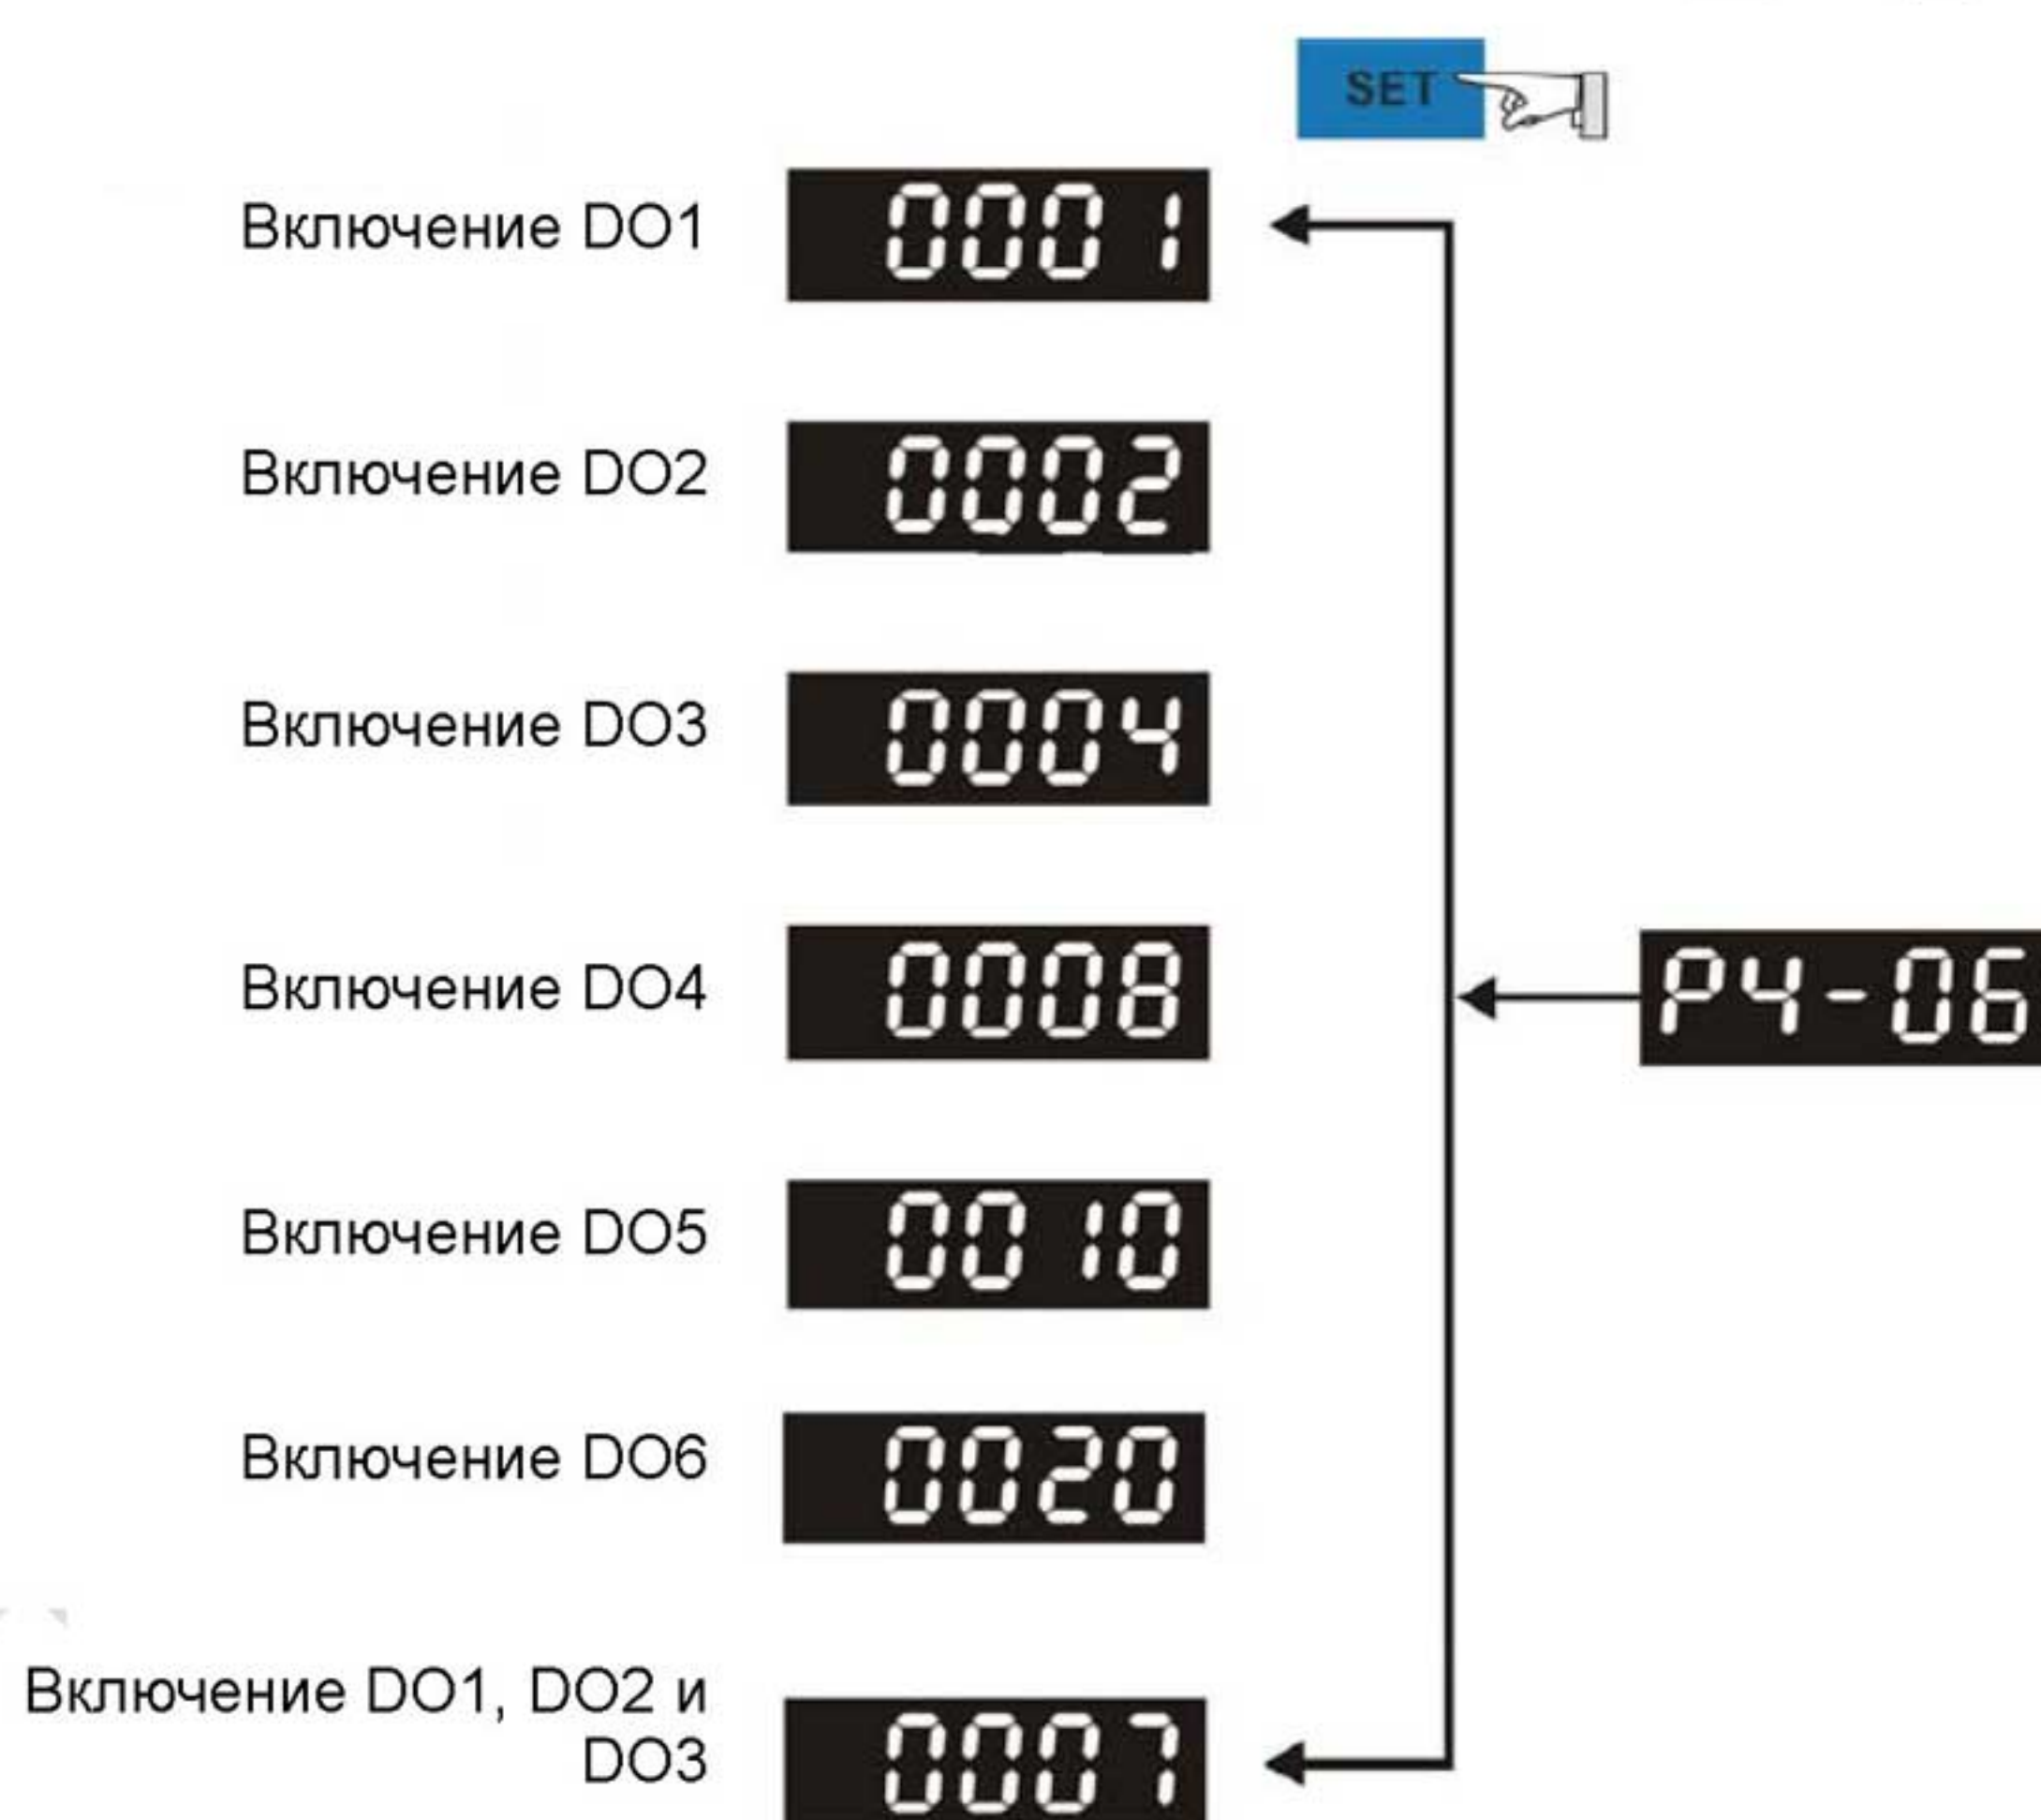 SET
Включение DO1 0001
Включение DO2 0002
Включение DO3 0004
Включение DO4 0008
P4-06
Включение DO5 0010
Включение DO6 0020
Включение DO1, DO2 и
DO3 0007